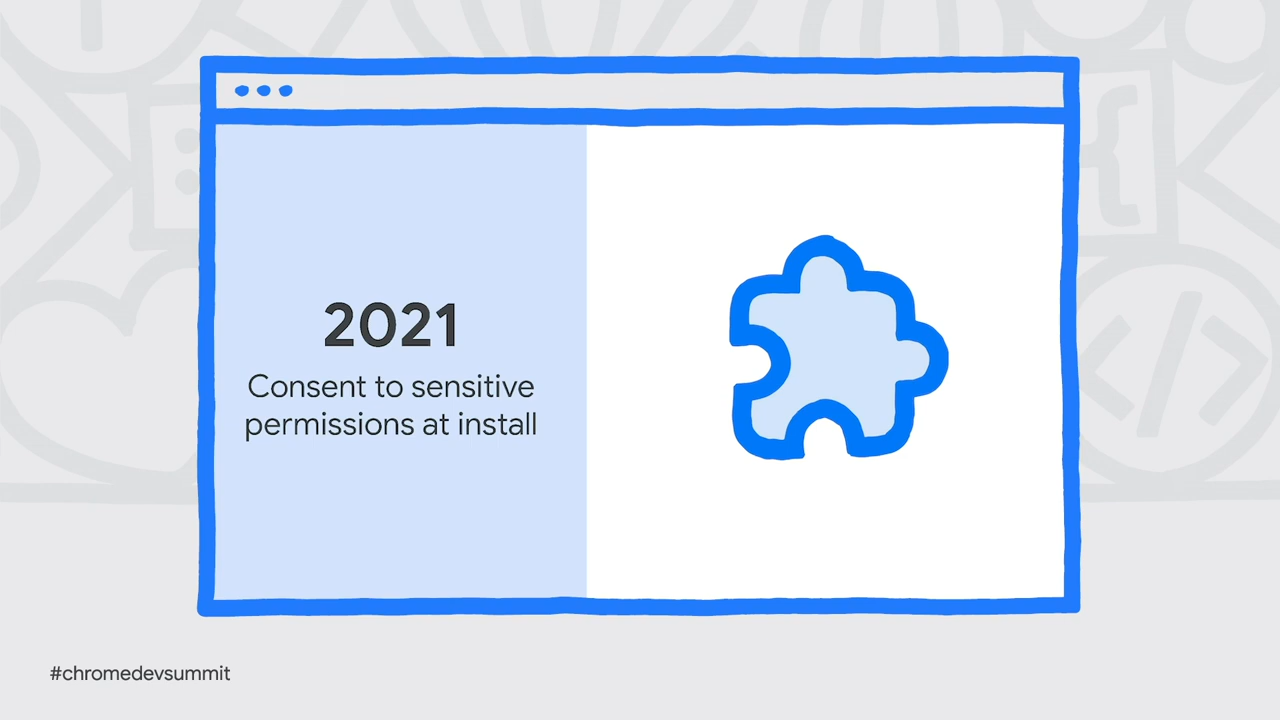 2021
Consent to sensitive
permissions at install
#chromedevsummit